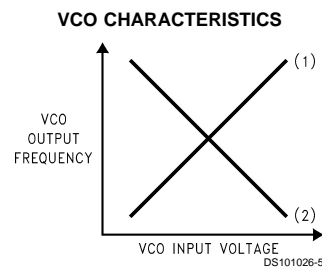 VCO CHARACTERISTICS
(1)
VCO
OUTPUT
FREQUENCY
(2)
VCO INPUT VOLTAGE
DS101026-5